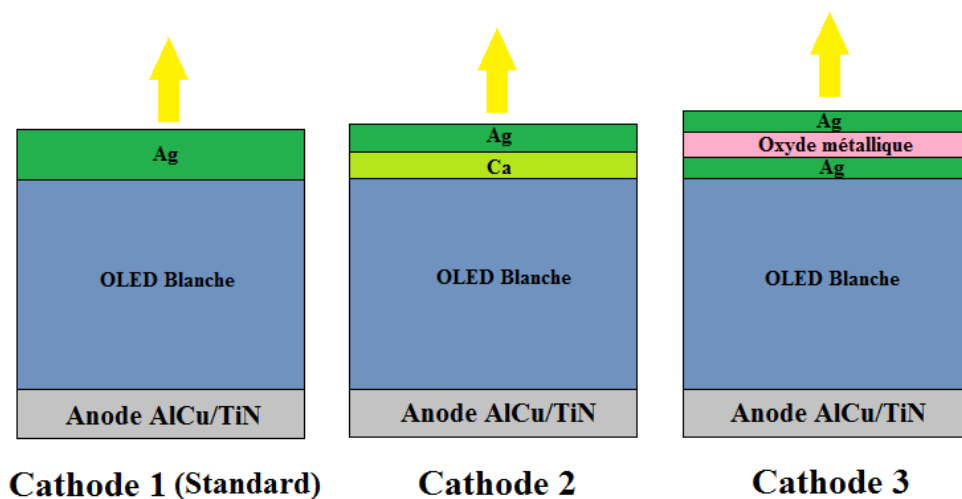 Ag
OLED Blanche
Anode AlCu/TiN
Cathode 1 (Standard)
Ag
Ca
OLED Blanche
Anode AlCu/TiN
Cathode 2
Ag
Oxyde métallique
Ag
OLED Blanche
Anode AlCu/TiN
Cathode 3